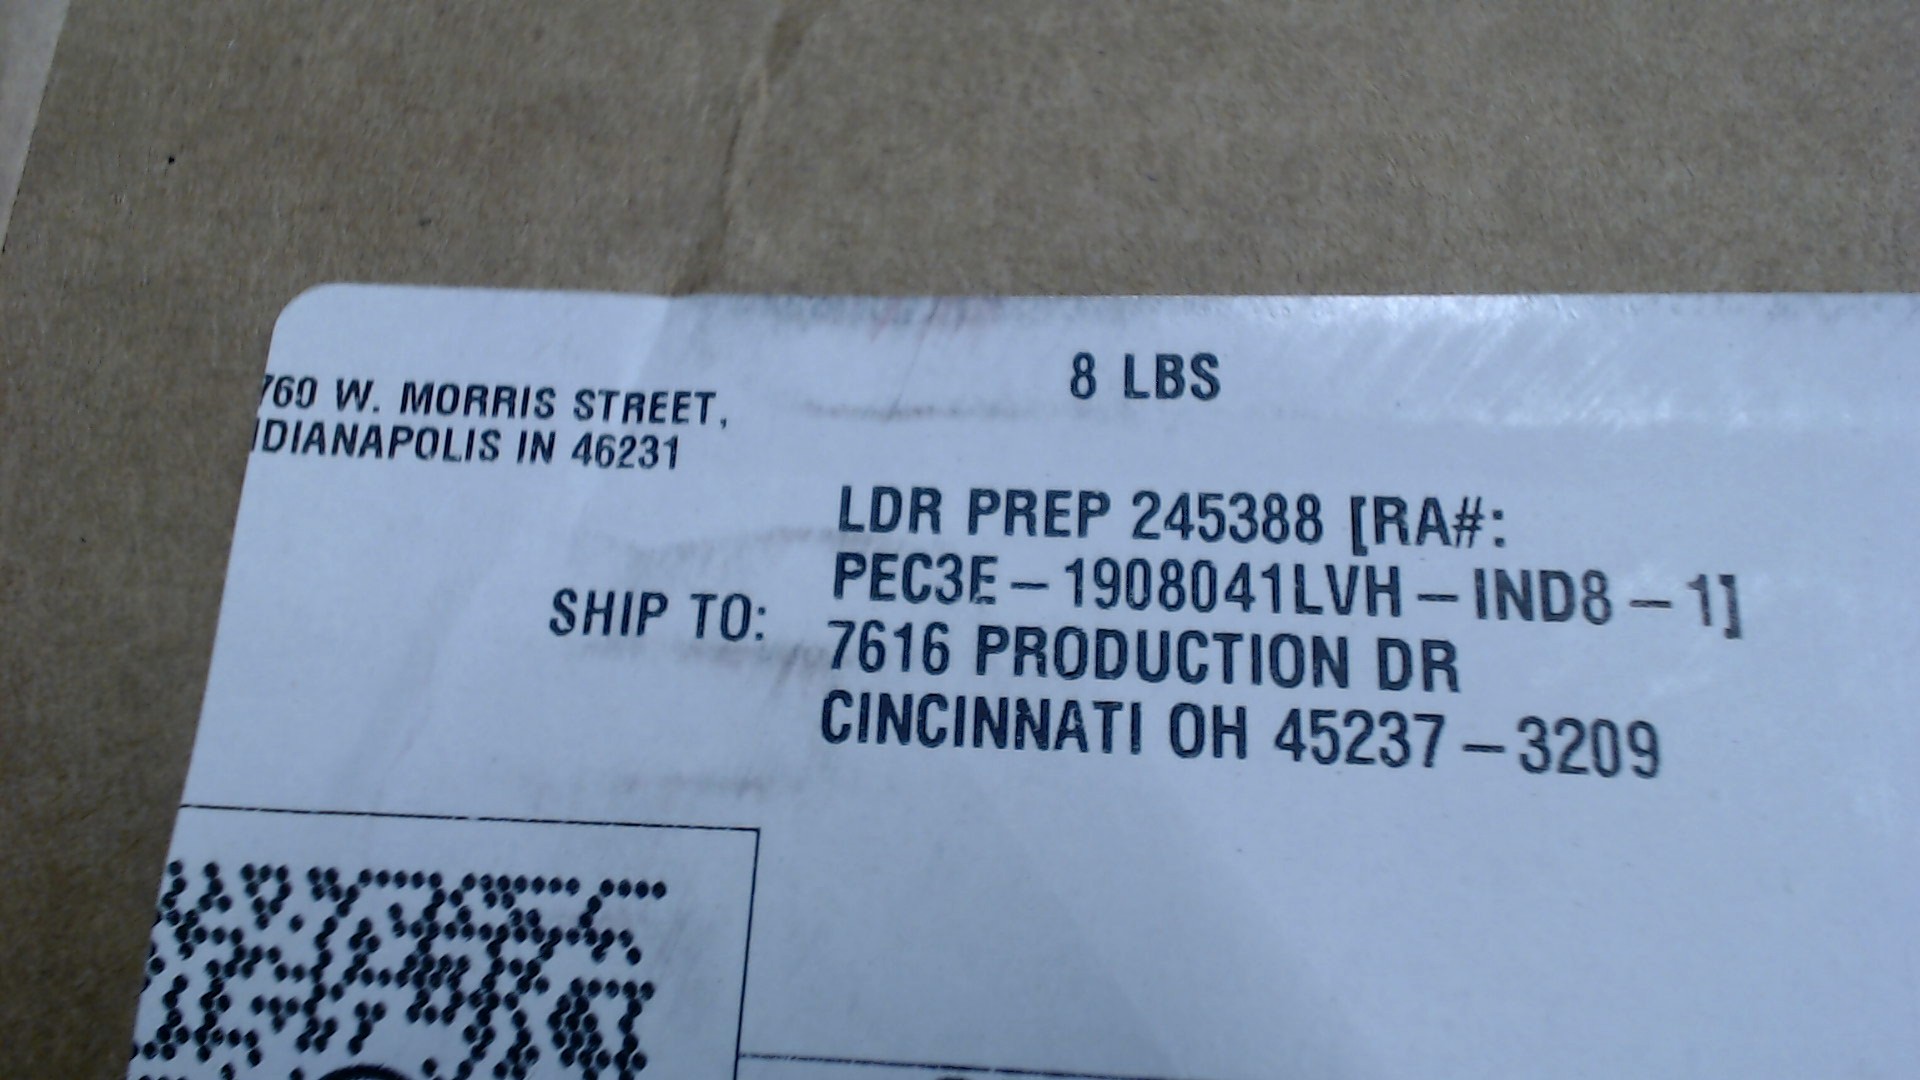 760 W. MORRIS STREET,
NDIANAPOLIS IN 46231
8 LBS
SHIP TO:
LDR PREP 245388 [RA#:
PEC3E-1908041LVH-IND8-1]
7616 PRODUCTION DR
CINCINNATI OH 45237-3209